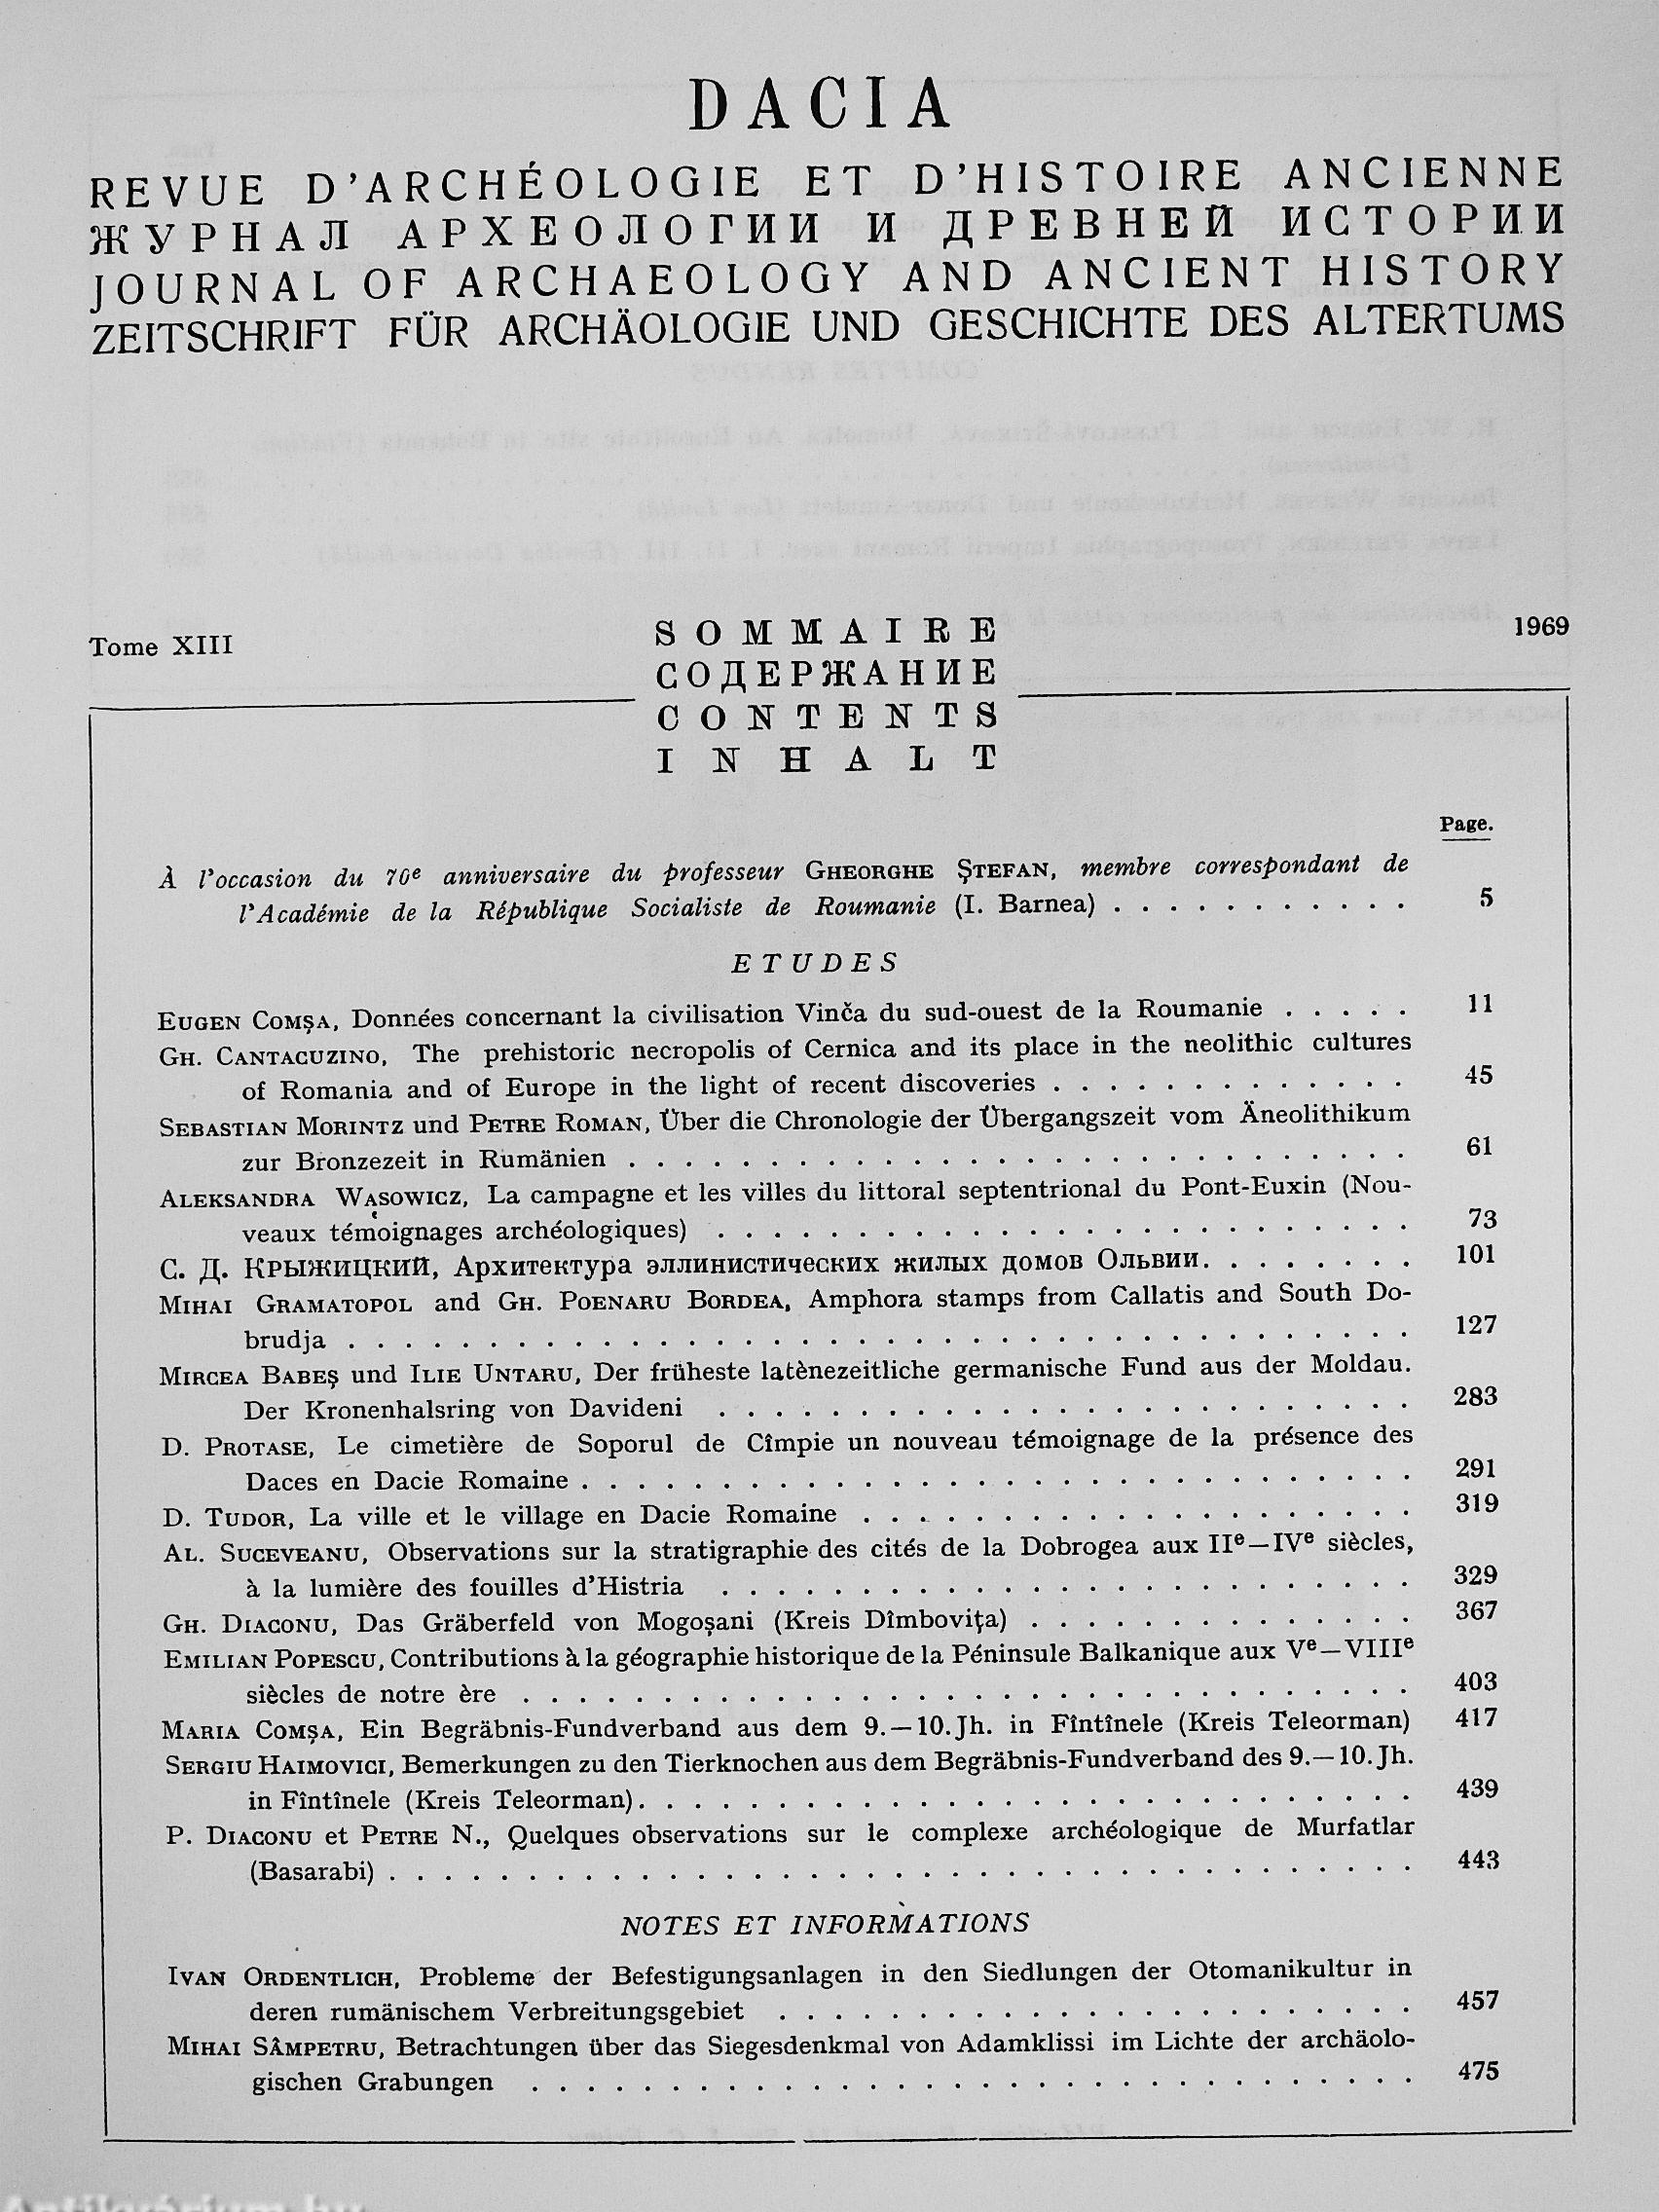 DACIA
REVUE D'ARCHÉOLOGIE ET D'HISTOIRE ANCIENNE
ЖУРНАЛ АРХЕОЛОГИИ И ДРЕВНЕЙ ИСТОРИИ
JOURNAL OF ARCHAEOLOGY AND ANCIENT HISTORY
ZEITSCHRIFT FÜR ARCHÄOLOGIE UND GESCHICHTE DES ALTERTUMS
Tome XIII
SOMMAIRE
1969
СОДЕРЖАНИЕ
CONTENTS
INHALT
Page.
À l'occasion du 70e anniversaire du professeur GHEORGHE ŞTEFAN, membre correspondant de
l'Académie de la République Socialiste de Roumanie (I. Barnea) . . . . . . . . . . . 5
ETUDES
EUGEN COMŞA, Données concernant la civilisation Vinča du sud-ouest de la Roumanie . . . . . 11
GH. CANTACUZINO, The prehistoric necropolis of Cernica and its place in the neolithic cultures
of Romania and of Europe in the light of recent discoveries . . . . . . . . . . . . . 45
SEBASTIAN MORINTZ und PETRE ROMAN, Über die Chronologie der Übergangszeit vom Äneolithikum
zur Bronzezeit in Rumänien . . . . . . . . . . . . . . . . . . . . . . . . . . . . 61
ALEKSANDRA WĄSOWICZ, La campagne et les villes du littoral septentrional du Pont-Euxin (Nou-
veaux témoignages archéologiques) . . . . . . . . . . . . . . . . . . . . . . . . . 73
С. Д. КРЫЖИЦКИЙ, Архитектура эллинистических жилых домов Ольвии. . . . . . . . 101
MIHAI GRAMATOPOL and GH. POENARU BORDEA, Amphora stamps from Callatis and South Do-
brudja . . . . . . . . . . . . . . . . . . . . . . . . . . . . . . . . . . . . . . 127
MIRCEA BABEŞ und ILIE UNTARU, Der früheste latènezeitliche germanische Fund aus der Moldau.
Der Kronenhalsring von Davideni . . . . . . . . . . . . . . . . . . . . . . . . . 283
D. PROTASE, Le cimetière de Soporul de Cîmpie un nouveau témoignage de la présence des
Daces en Dacie Romaine . . . . . . . . . . . . . . . . . . . . . . . . . . . . . . 291
D. TUDOR, La ville et le village en Dacie Romaine . . . . . . . . . . . . . . . . . . . . 319
AL. SUCEVEANU, Observations sur la stratigraphie des cités de la Dobrogea aux IIe—IVe siècles,
à la lumière des fouilles d'Histria . . . . . . . . . . . . . . . . . . . . . . . . . 329
GH. DIACONU, Das Gräberfeld von Mogoşani (Kreis Dîmboviţa) . . . . . . . . . . . . . . 367
EMILIAN POPESCU, Contributions à la géographie historique de la Péninsule Balkanique aux Ve—VIIIe
siècles de notre ère . . . . . . . . . . . . . . . . . . . . . . . . . . . . . . . . 403
MARIA COMŞA, Ein Begräbnis-Fundverband aus dem 9.—10.Jh. in Fîntînele (Kreis Teleorman) 417
SERGIU HAIMOVICI, Bemerkungen zu den Tierknochen aus dem Begräbnis-Fundverband des 9.—10.Jh.
in Fîntînele (Kreis Teleorman). . . . . . . . . . . . . . . . . . . . . . . . . . . . 439
P. DIACONU et PETRE N., Quelques observations sur le complexe archéologique de Murfatlar
(Basarabi) . . . . . . . . . . . . . . . . . . . . . . . . . . . . . . . . . . . . . 443
NOTES ET INFORMATIONS
IVAN ORDENTLICH, Probleme der Befestigungsanlagen in den Siedlungen der Otomanikultur in
deren rumänischem Verbreitungsgebiet . . . . . . . . . . . . . . . . . . . . . . . 457
MIHAI SÂMPETRU, Betrachtungen über das Siegesdenkmal von Adamklissi im Lichte der archäolo-
gischen Grabungen . . . . . . . . . . . . . . . . . . . . . . . . . . . . . . . . 475